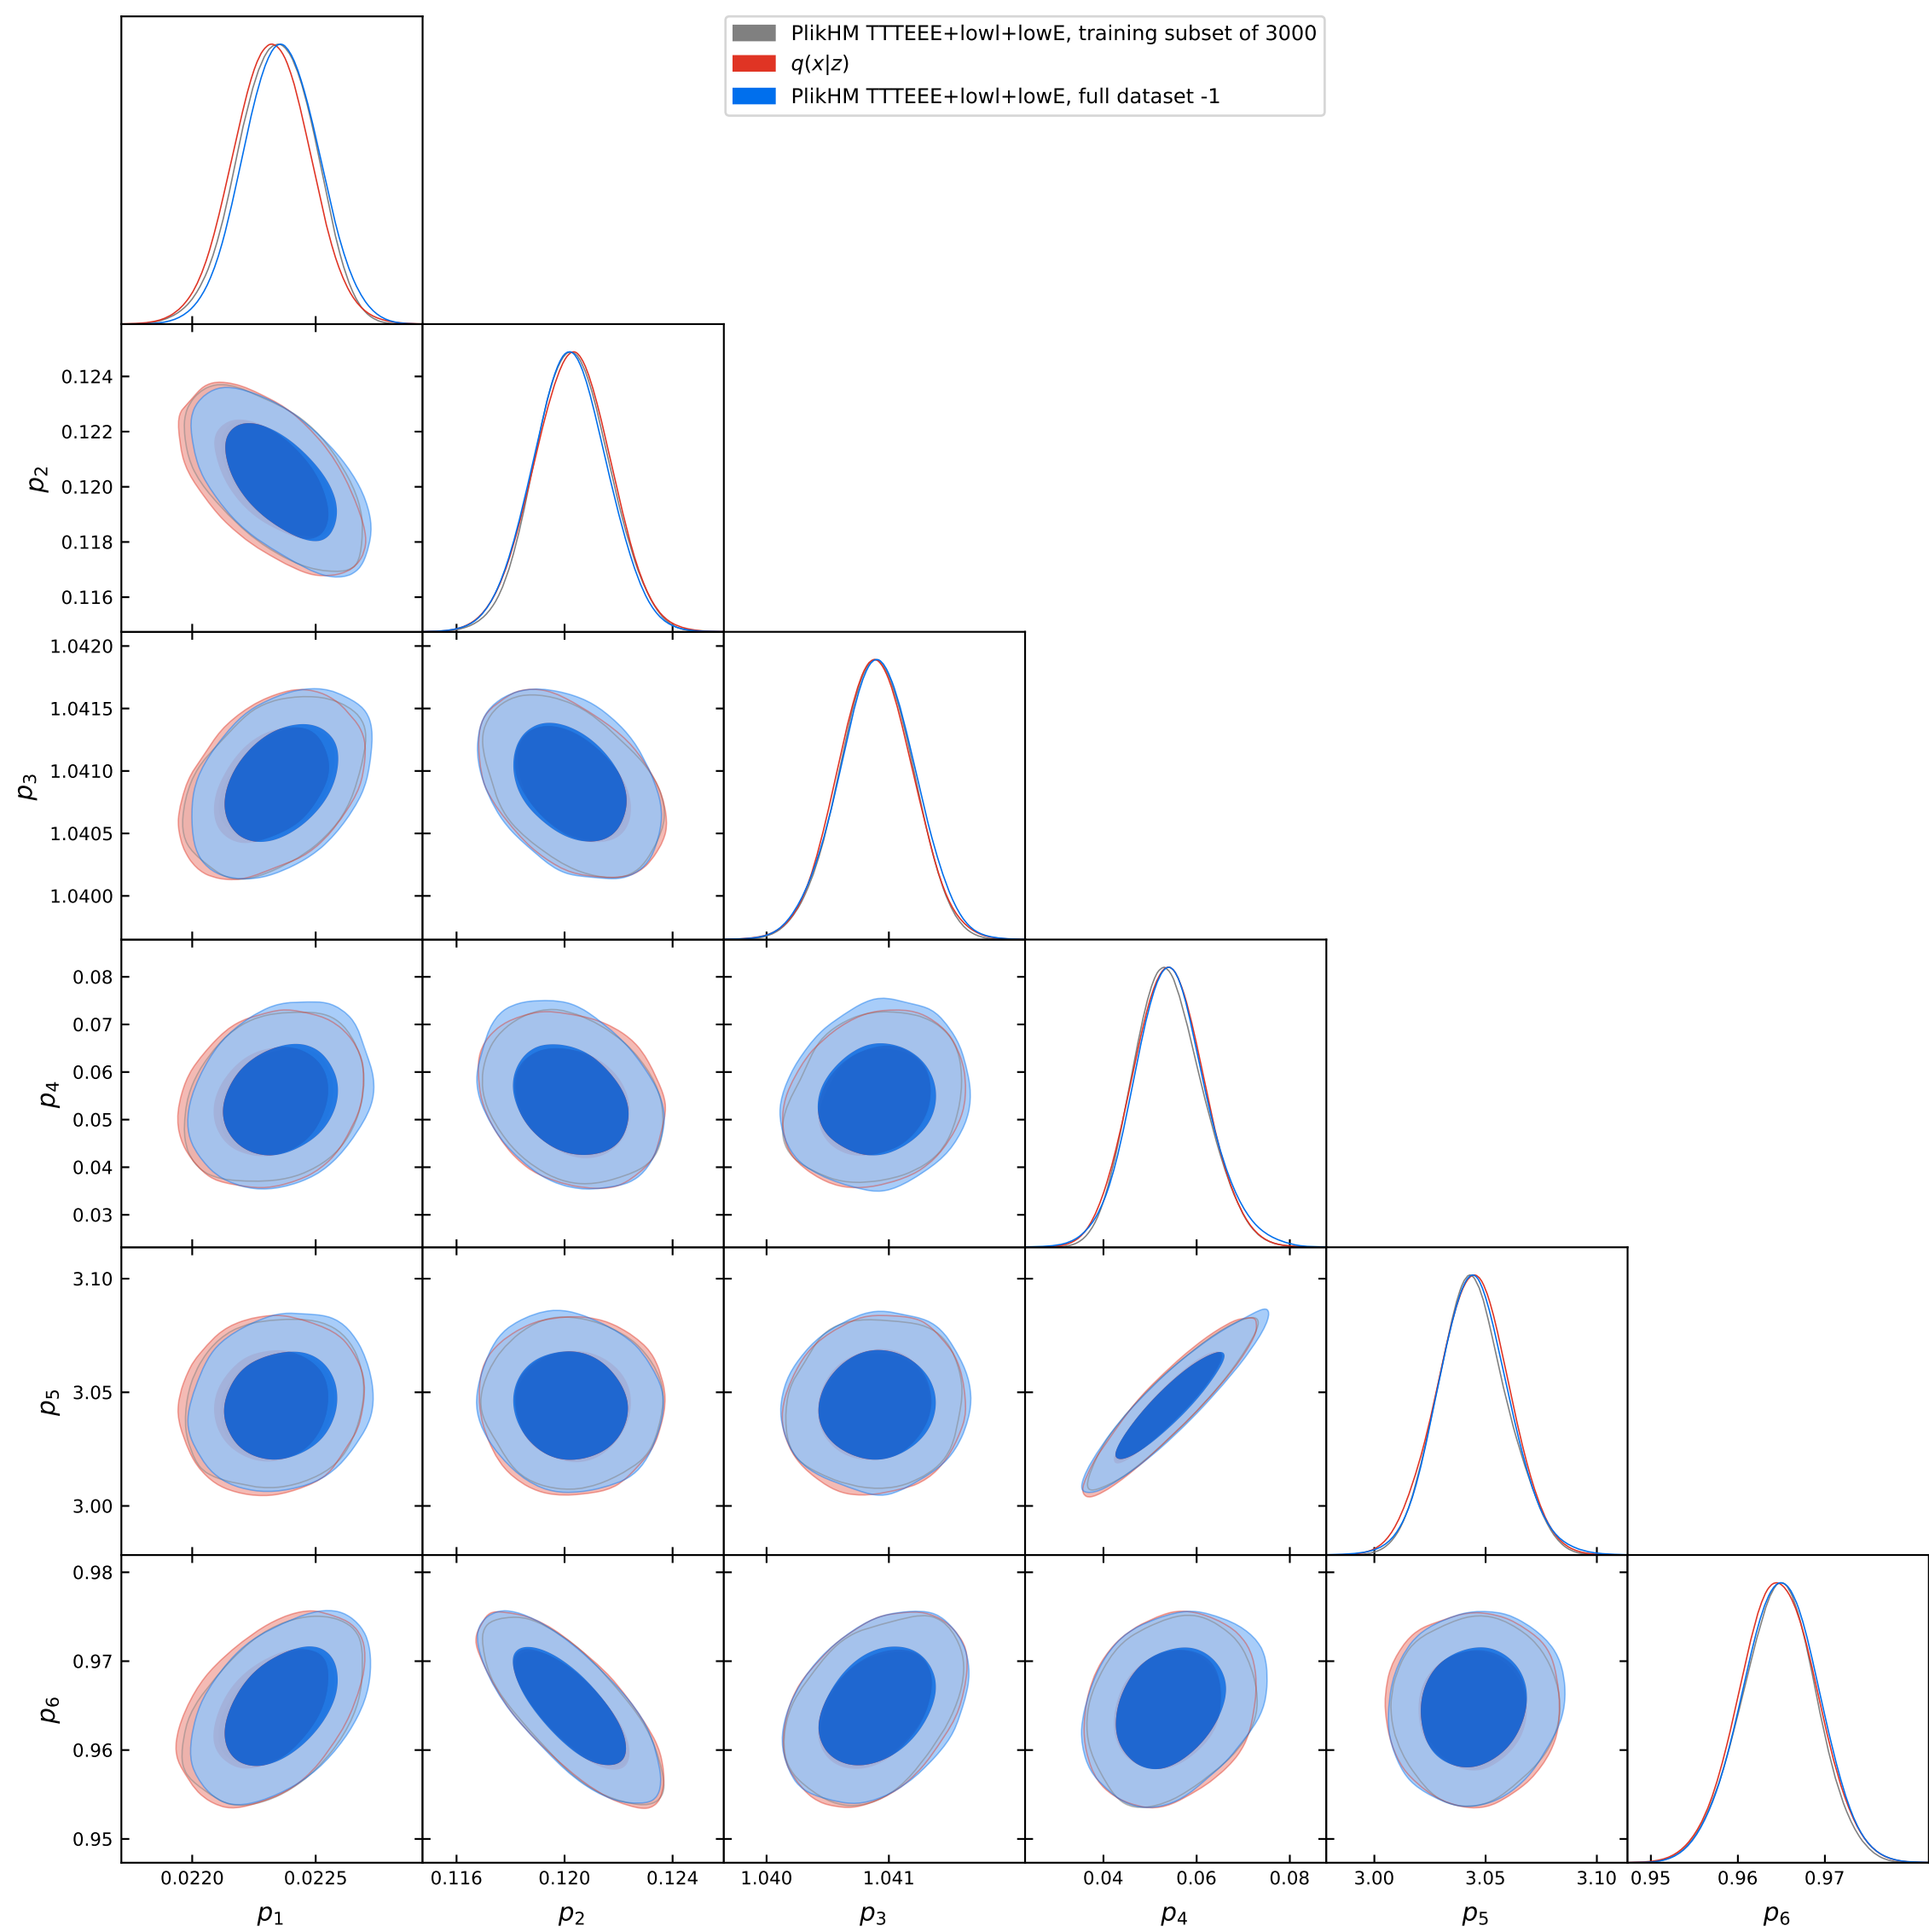 PlikHM TTTEEE+lowl+lowE, training subset of 3000
q(x|z)
PlikHM TTTEEE+lowl+lowE, full dataset -1
0.124
0.122
0.120
0.118
0.116
p₂
1.0420
1.0415
1.0410
1.0405
1.0400
p₃
0.08
0.07
0.06
0.05
0.04
0.03
p₄
3.10
3.05
3.00
p₅
0.98
0.97
0.96
0.95
p₆
0.0220 0.0225 0.116 0.120 0.124 1.040 1.041 0.04 0.06 0.08 3.00 3.05 3.10 0.95 0.96 0.97
p₁ p₂ p₃ p₄ p₅ p₆